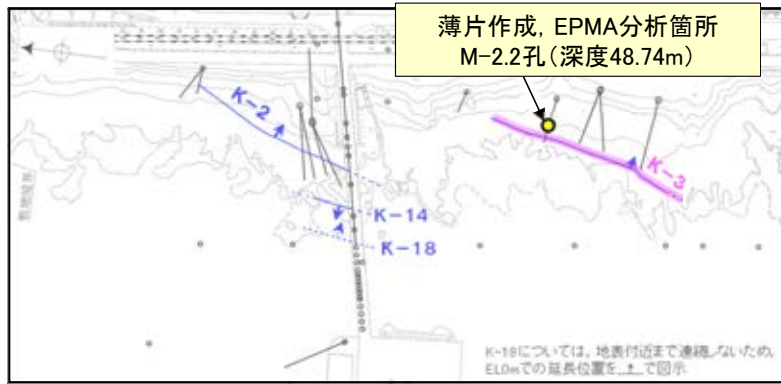 薄片作成, EPMA分析箇所
M-2.2孔(深度48.74m)
K-2
K-3
K-14
K-18
K-18については, 地表付近まで連続しないため,
EL0mでの延長位置を
で図示